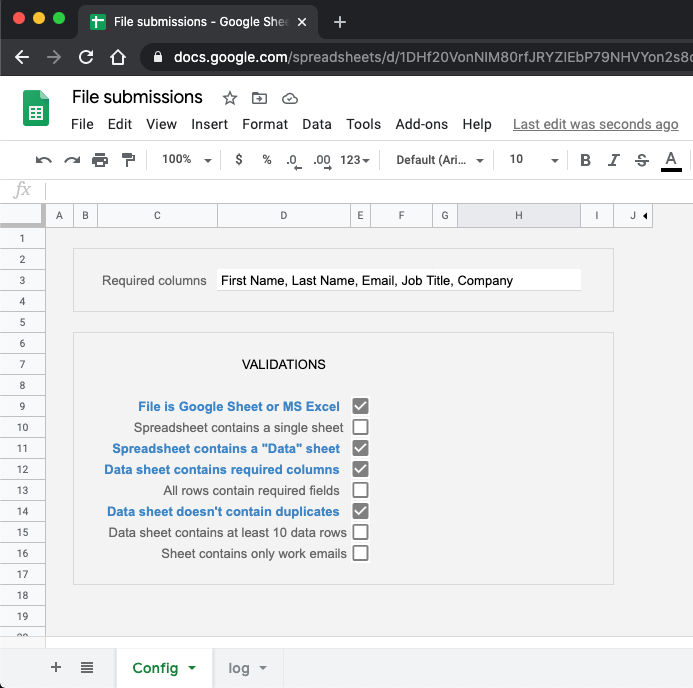 File submissions - Google Shee
docs.google.com/spreadsheets/d/1DHf20VonNIM80rfJRYZlEbP79NHVYon2s8c
File submissions
File Edit View Insert Format Data Tools Add-ons Help Last edit was seconds ago
100% $ % .0 .00 123 Default (Ari... 10 B I S A
fx
A B C D E F G H I J
1
2
3 Required columns First Name, Last Name, Email, Job Title, Company
4
5
6
7 VALIDATIONS
8
9 File is Google Sheet or MS Excel
10 Spreadsheet contains a single sheet
11 Spreadsheet contains a "Data" sheet
12 Data sheet contains required columns
13 All rows contain required fields
14 Data sheet doesn't contain duplicates
15 Data sheet contains at least 10 data rows
16 Sheet contains only work emails
17
18
19
Config log